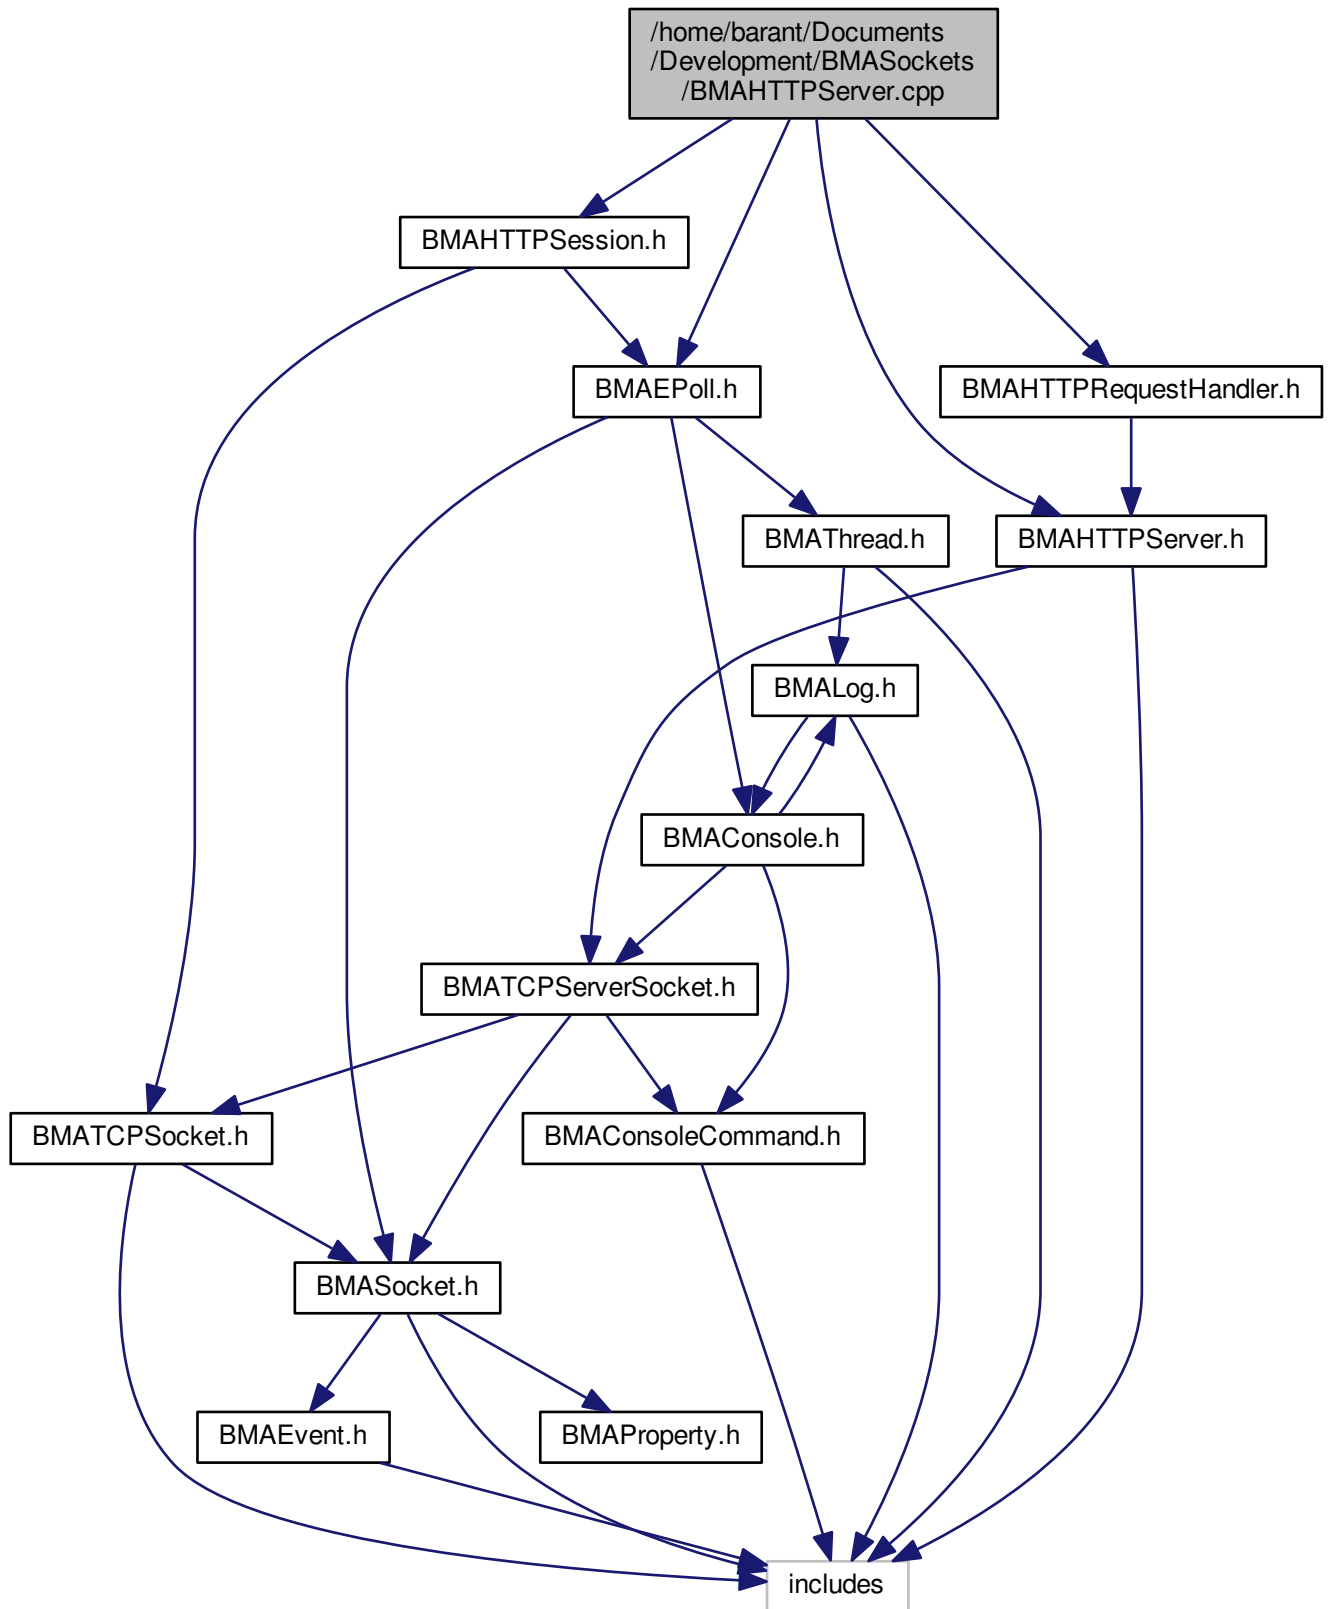 /home/barant/Documents
/Development/BMASockets
/BMAHTTPServer.cpp
BMAHTTPSession.h
BMAEPoll.h
BMAHTTPRequestHandler.h
BMAThread.h
BMAHTTPServer.h
BMALog.h
BMAConsole.h
BMATCPServerSocket.h
BMATCPSocket.h
BMAConsoleCommand.h
BMASocket.h
BMAEvent.h
BMAProperty.h
includes